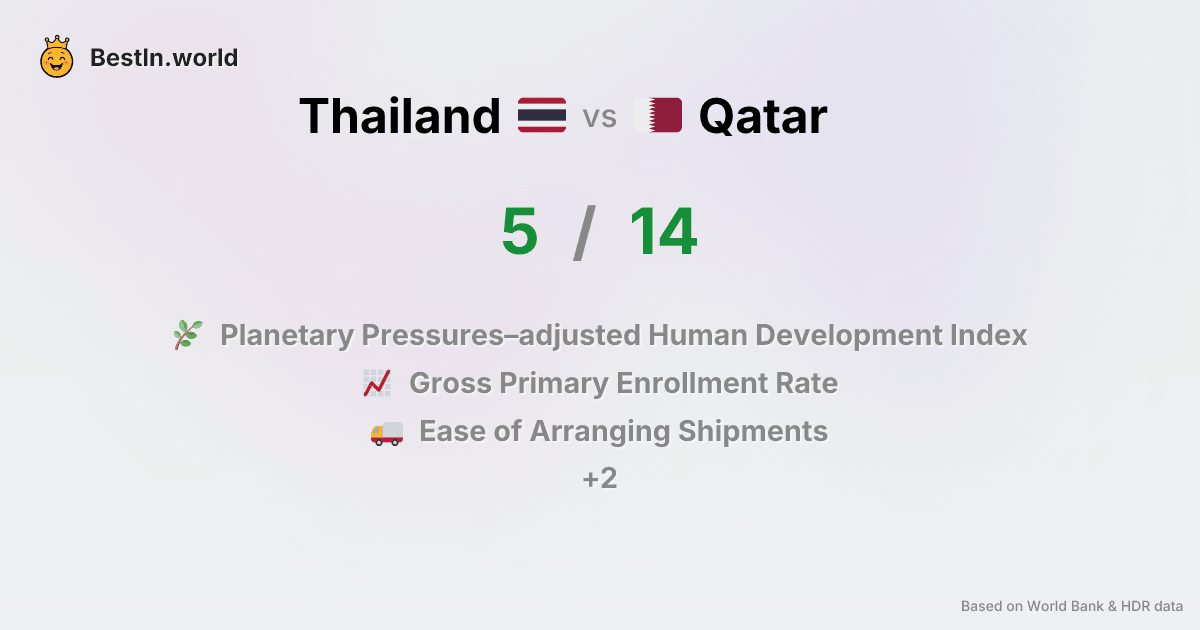 BestIn.world
Thailand vs Qatar
5 / 14
Planetary Pressures–adjusted Human Development Index
Gross Primary Enrollment Rate
Ease of Arranging Shipments
+2
Based on World Bank & HDR data